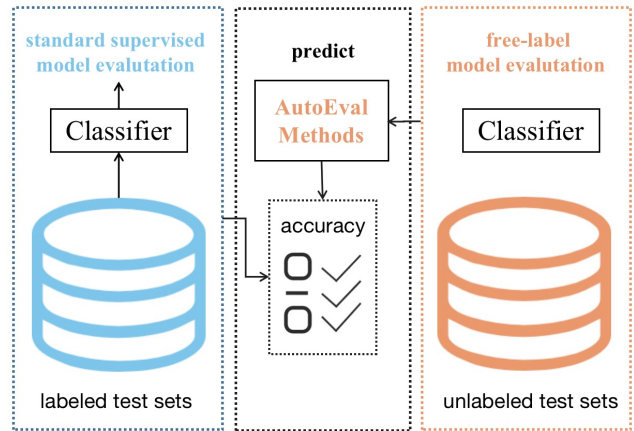 standard supervised
model evalutation
Classifier
labeled test sets
predict
AutoEval
Methods
accuracy
free-label
model evalutation
Classifier
unlabeled test sets